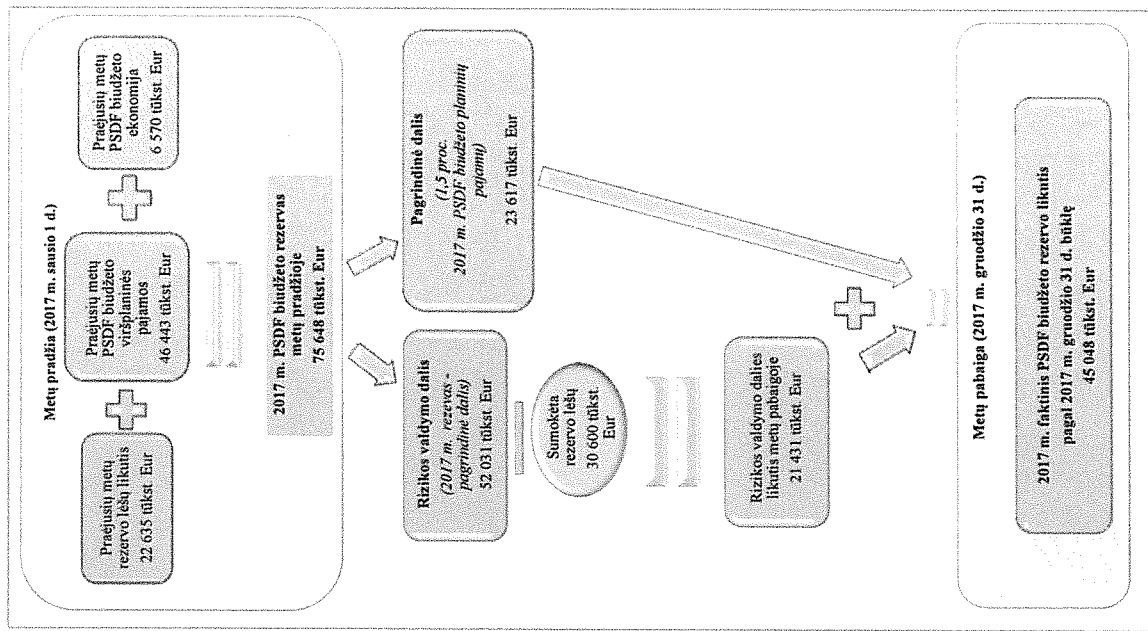 Metų pradžia (2017 m. sausio 1 d.)
Praėjusių metų
rezervo lėšų likutis
22 635 tūkst. Eur
Praėjusių metų
PSDF biudžeto
viršplaninės
pajamos
46 443 tūkst. Eur
Praėjusių metų
PSDF biudžeto
ekonomija
6 570 tūkst. Eur
2017 m. PSDF biudžeto rezervas
metų pradžioje
75 648 tūkst. Eur
Rizikos valdymo dalis
(2017 m. rezevas -
pagrindinė dalis)
52 031 tūkst. Eur
Pagrindinė dalis
(1,5 proc.
2017 m. PSDF biudžeto planinių
pajamų)
23 617 tūkst. Eur
Sumokėta
rezervo lėšų
30 600 tūkst.
Eur
Rizikos valdymo dalies
likutis metų pabaigoje
21 431 tūkst. Eur
Metų pabaiga (2017 m. gruodžio 31 d.)
2017 m. faktinis PSDF biudžeto rezervo likutis
pagal 2017 m. gruodžio 31 d. būklę
45 048 tūkst. Eur